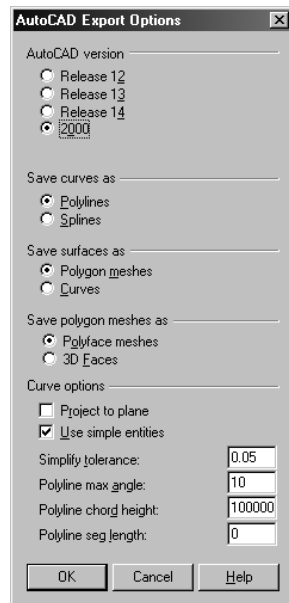 AutoCAD Export Options
AutoCAD version
Release 12
Release 13
Release 14
2000
Save curves as
Polylines
Splines
Save surfaces as
Polygon meshes
Curves
Save polygon meshes as
Polyface meshes
3D Faces
Curve options
Project to plane
Use simple entities
Simplify tolerance: 0.05
Polyline max angle: 10
Polyline chord height: 100000
Polyline seg length: 0
OK Cancel Help